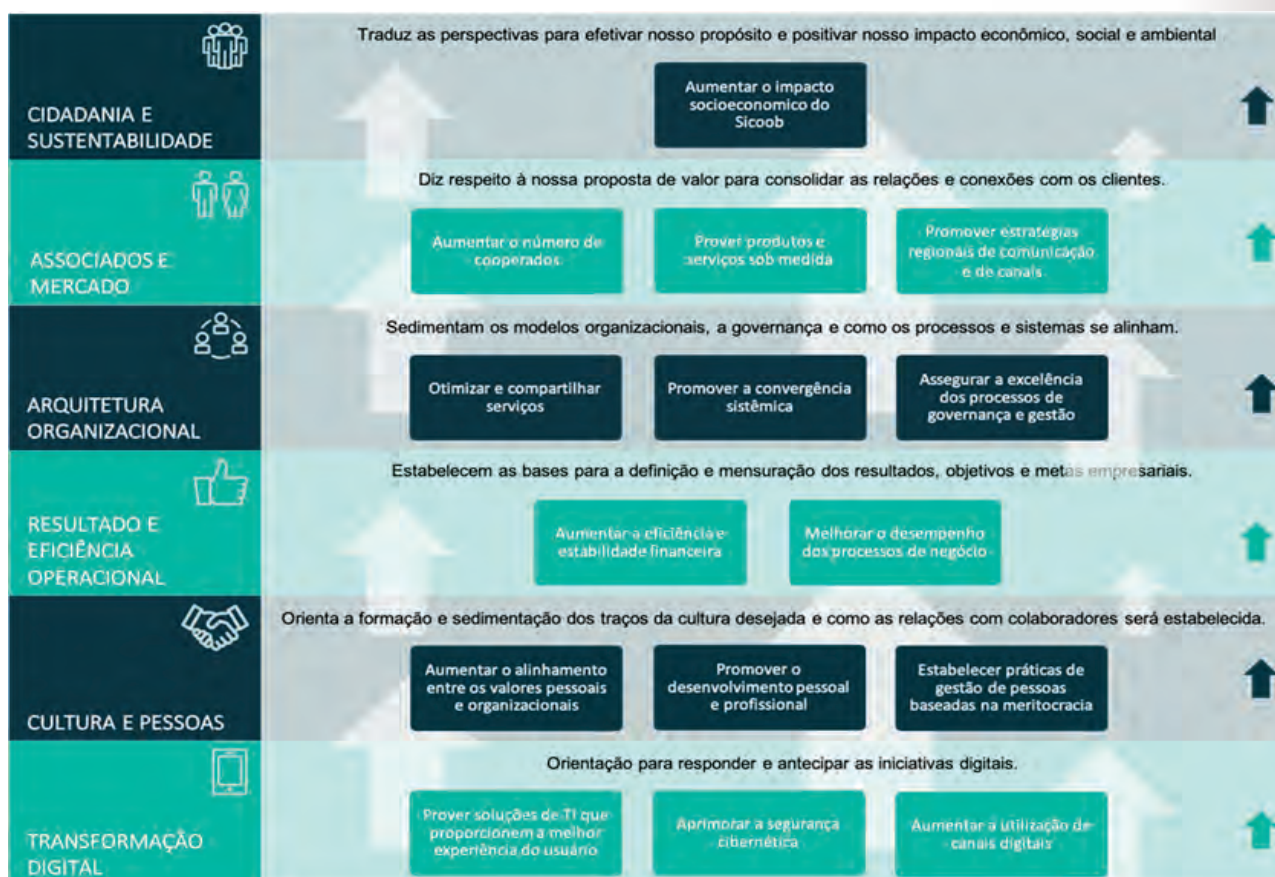 Traduz as perspectivas para efetivar nosso propósito e positivar nosso impacto econômico, social e ambiental
CIDADANIA E
SUSTENTABILIDADE
Aumentar o impacto
socioeconomico do
Sicoob
Diz respeito à nossa proposta de valor para consolidar as relações e conexões com os clientes.
ASSOCIADOS E
MERCADO
Aumentar o número de
cooperados
Prover produtos e
serviços sob medida
Promover estratégias
regionais de comunicação
e de canais
Sedimentam os modelos organizacionais, a governança e como os processos e sistemas se alinham.
ARQUITETURA
ORGANIZACIONAL
Otimizar e compartilhar
serviços
Promover a convergência
sistêmica
Assegurar a excelência
dos processos de
governança e gestão
Estabelecem as bases para a definição e mensuração dos resultados, objetivos e metas empresariais.
RESULTADO E
EFICIÊNCIA
OPERACIONAL
Aumentar a eficiência e
estabilidade financeira
Melhorar o desempenho
dos processos de negócio
Orienta a formação e sedimentação dos traços da cultura desejada e como as relações com colaboradores será estabelecida.
CULTURA E PESSOAS
Aumentar o alinhamento
entre os valores pessoais
e organizacionais
Promover o
desenvolvimento pessoal
e profissional
Estabelecer práticas de
gestão de pessoas
baseadas na meritocracia
Orientação para responder e antecipar as iniciativas digitais.
TRANSFORMAÇÃO
DIGITAL
Prover soluções de TI que
proporcionem a melhor
experiência do usuário
Aprimorar a segurança
cibernética
Aumentar a utilização de
canais digitais